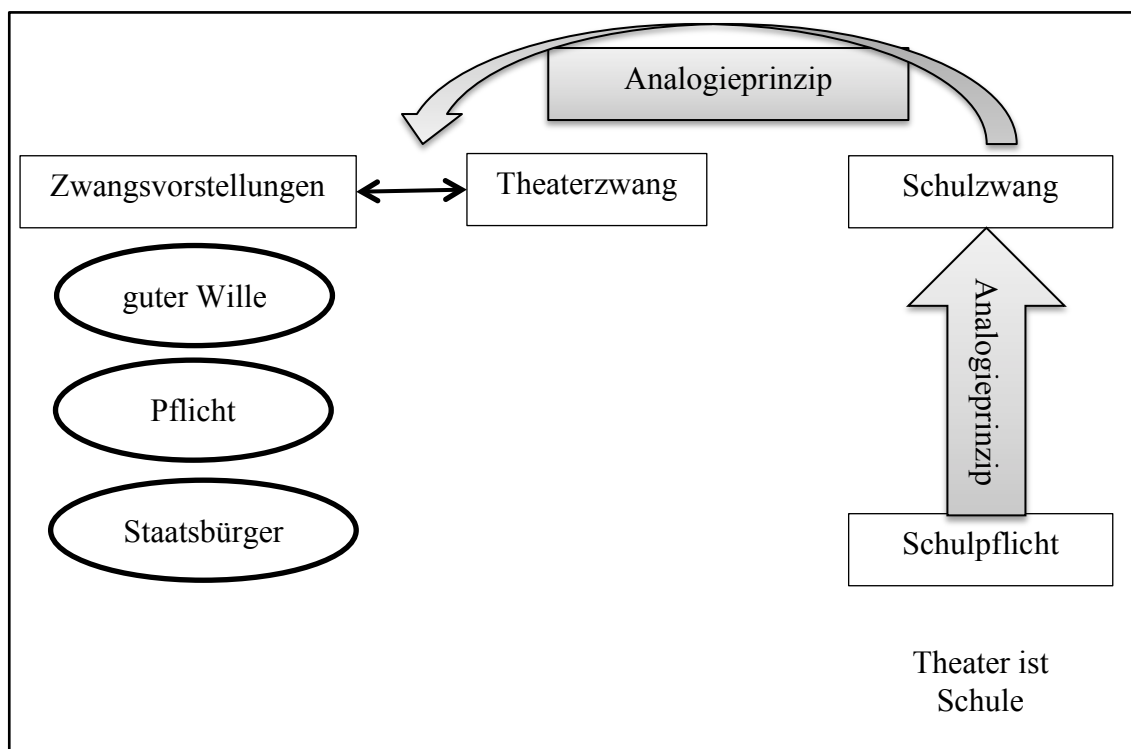 Analogieprinzip
Zwangsvorstellungen
Theaterzwang
Schulzwang
guter Wille
Pflicht
Staatsbürger
Analogieprinzip
Schulpflicht
Theater ist
Schule